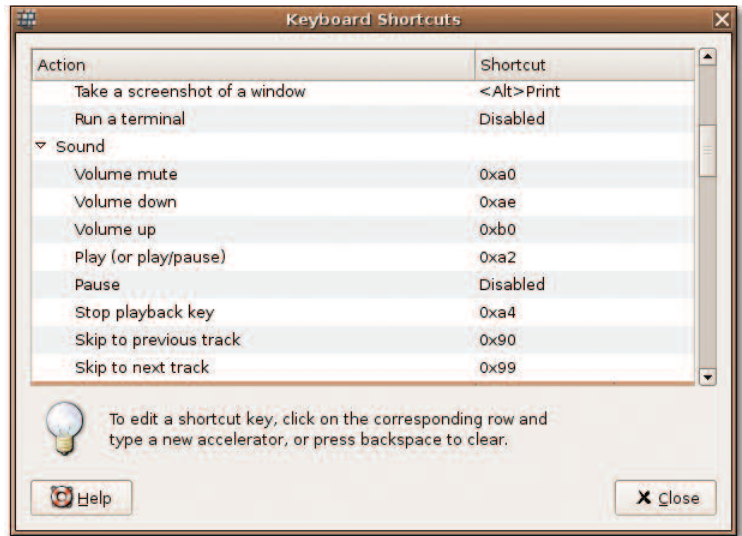 Keyboard Shortcuts
Action Shortcut
Take a screenshot of a window <Alt>Print
Run a terminal Disabled
Sound
Volume mute 0xa0
Volume down 0xae
Volume up 0xb0
Play (or play/pause) 0xa2
Pause Disabled
Stop playback key 0xa4
Skip to previous track 0x90
Skip to next track 0x99
To edit a shortcut key, click on the corresponding row and
type a new accelerator, or press backspace to clear.
Help Close